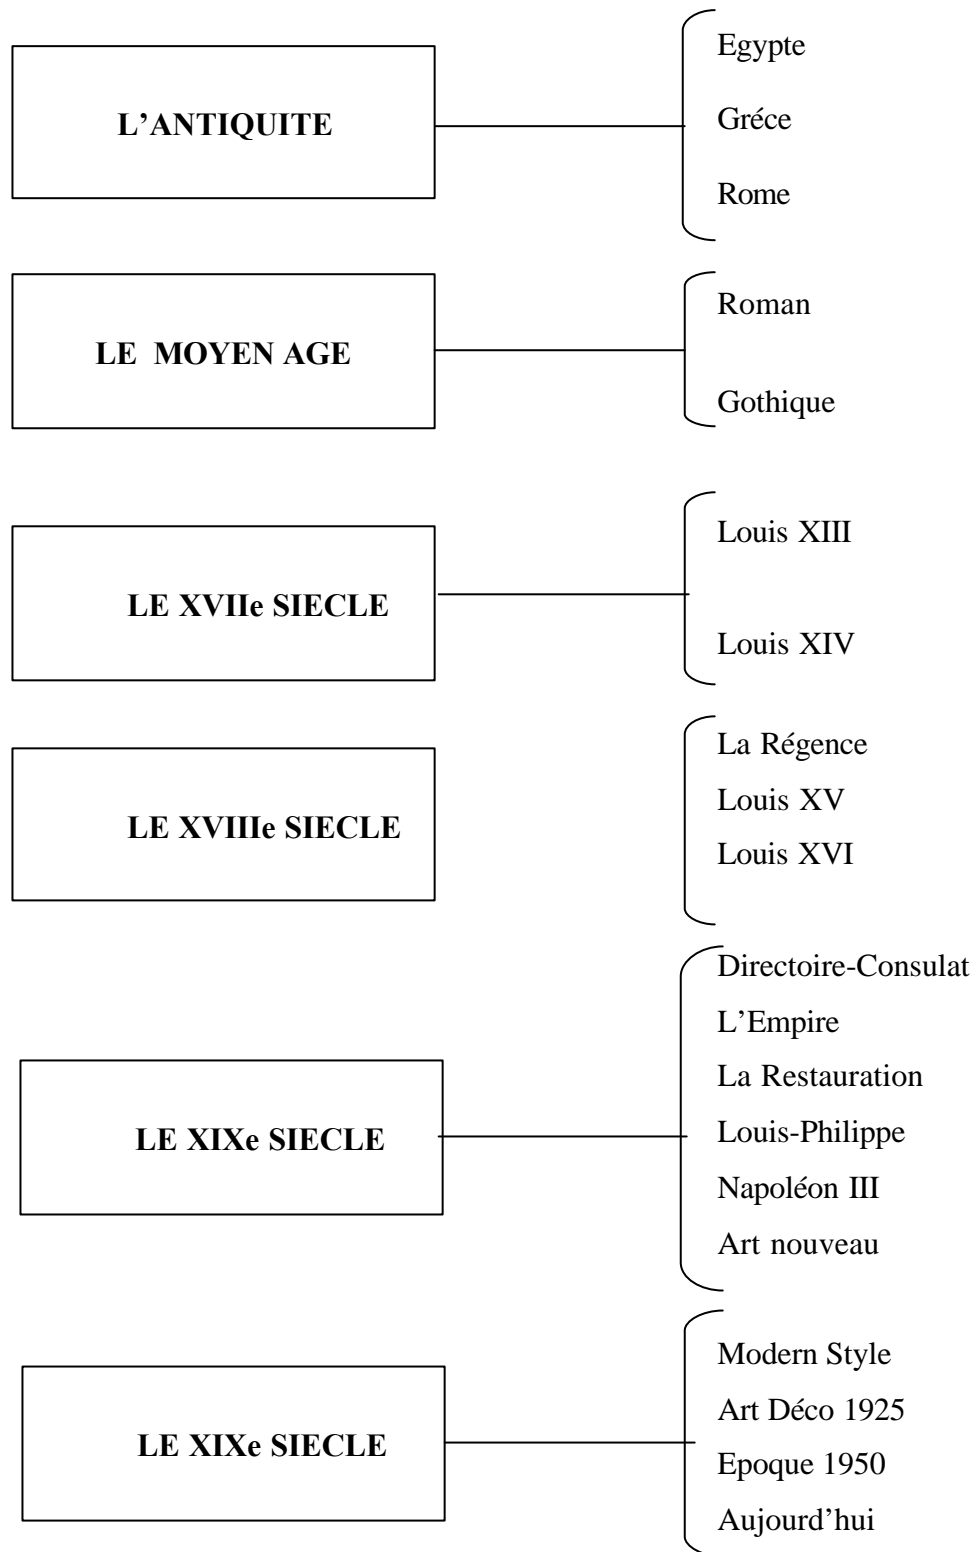 L’ANTIQUITE
Egypte
Gréce
Rome
LE MOYEN AGE
Roman
Gothique
LE XVIIe SIECLE
Louis XIII
Louis XIV
LE XVIIIe SIECLE
La Régence
Louis XV
Louis XVI
LE XIXe SIECLE
Directoire-Consulat
L’Empire
La Restauration
Louis-Philippe
Napoléon III
Art nouveau
LE XIXe SIECLE
Modern Style
Art Déco 1925
Epoque 1950
Aujourd’hui